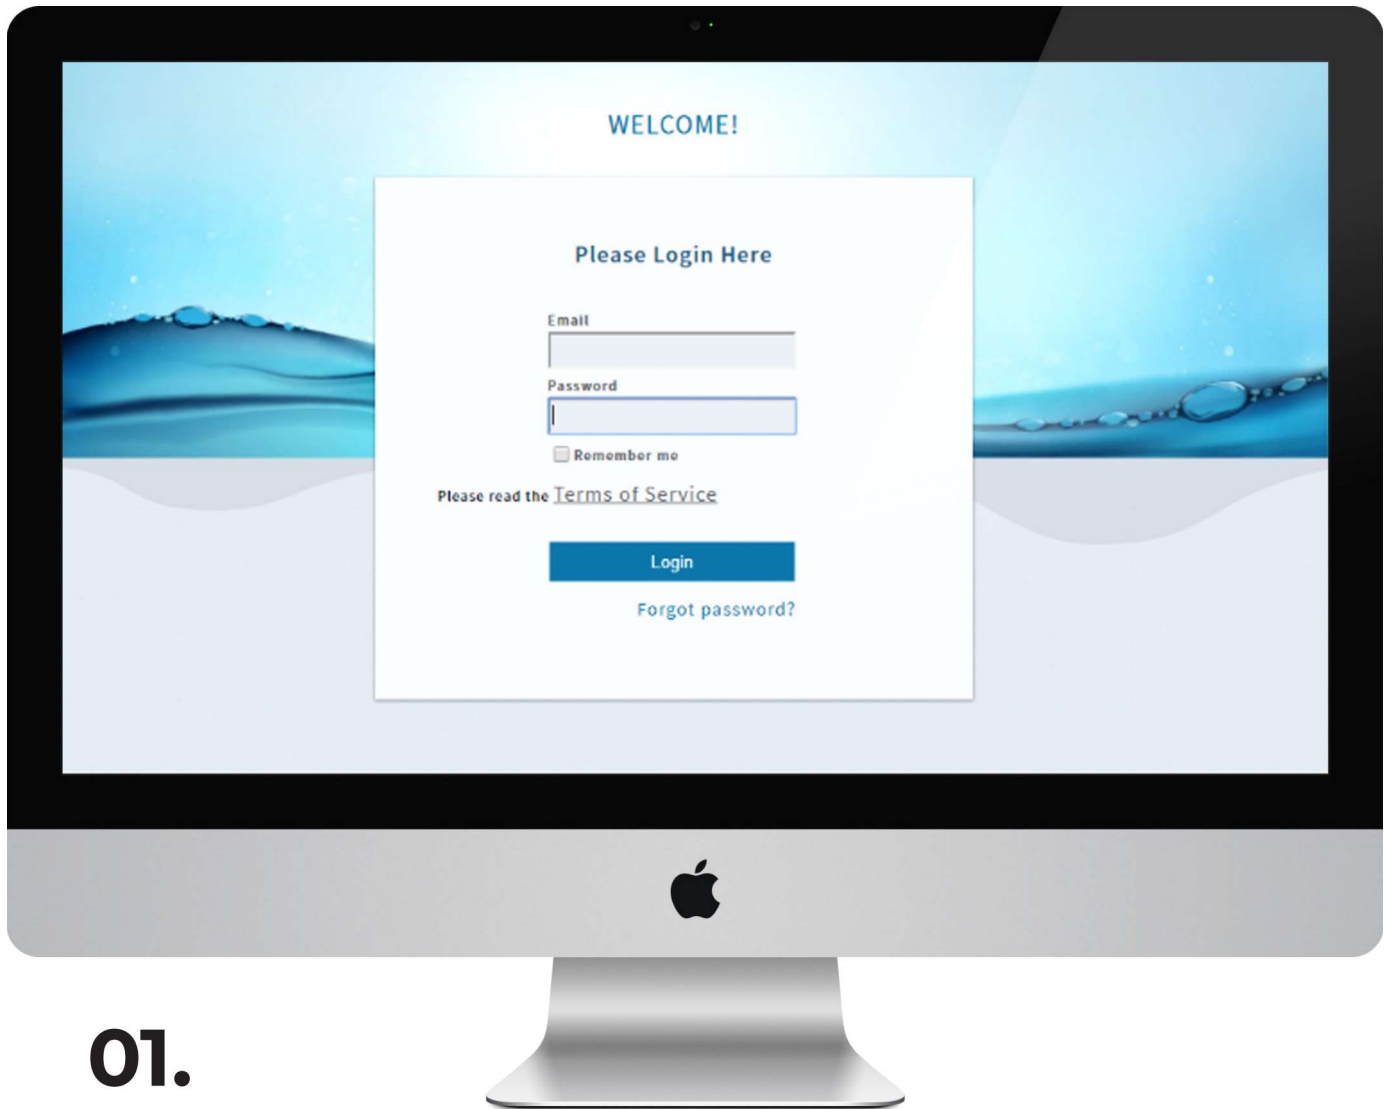 WELCOME!
Please Login Here
Email
Password
Remember me
Please read the Terms of Service
Login
Forgot password?
01.